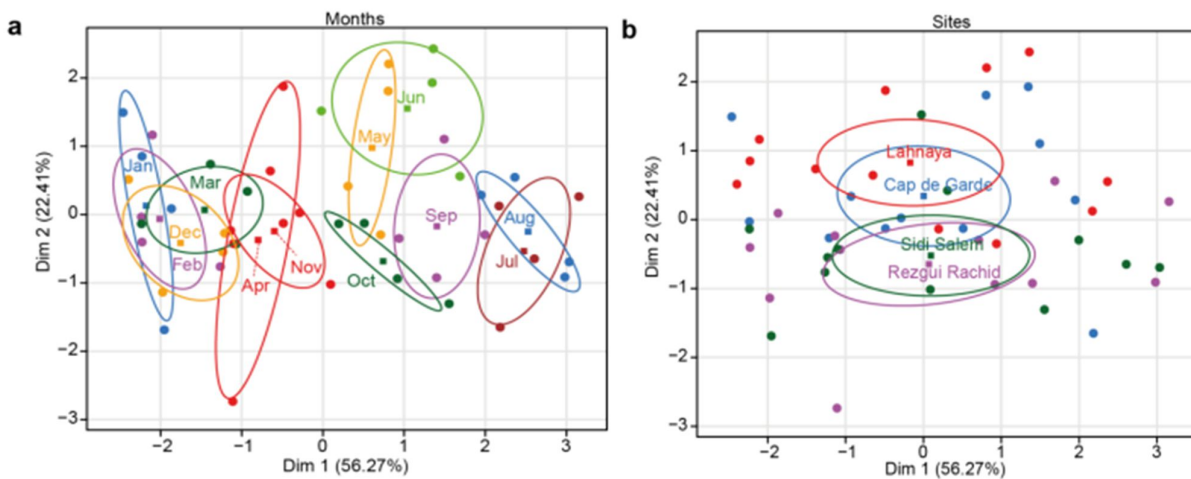 a
Months
Dim 2 (22.41%)
2
1
0
−1
−2
−3
Jan
Mar
Dec
Feb
Apr
Nov
May
Jun
Oct
Sep
Aug
Jul
−2
−1
0
1
2
3
Dim 1 (56.27%)
b
Sites
Dim 2 (22.41%)
2
1
0
−1
−2
−3
Lahnaya
Cap de Garde
Sidi Salem
Rezgui Rachid
−2
−1
0
1
2
3
Dim 1 (56.27%)